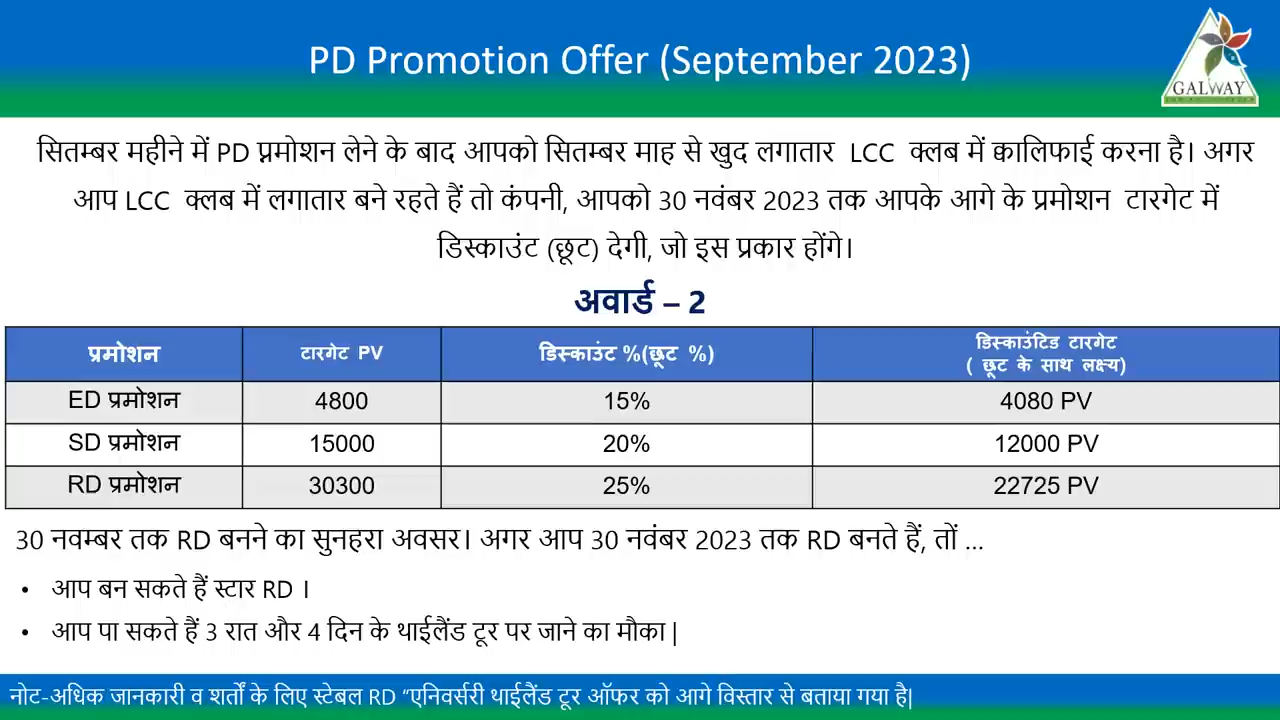 PD Promotion Offer (September 2023)
GALWAY
सितम्बर महीने में PD प्रमोशन लेने के बाद आपको सितम्बर माह से खुद लगातार LCC क्लब में क्वालिफाई करना है। अगर
आप LCC क्लब में लगातार बने रहते हैं तो कंपनी, आपको 30 नवंबर 2023 तक आपके आगे के प्रमोशन टारगेट में
डिस्काउंट (छूट) देगी, जो इस प्रकार होंगे।
अवार्ड – 2
प्रमोशन टारगेट PV डिस्काउंट %(छूट %) डिस्काउंटिड टारगेट
( छूट के साथ लक्ष्य)
ED प्रमोशन 4800 15% 4080 PV
SD प्रमोशन 15000 20% 12000 PV
RD प्रमोशन 30300 25% 22725 PV
30 नवम्बर तक RD बनने का सुनहरा अवसर। अगर आप 30 नवंबर 2023 तक RD बनते हैं, तों ...
• आप बन सकते हैं स्टार RD ।
• आप पा सकते हैं 3 रात और 4 दिन के थाईलैंड टूर पर जाने का मौका |
नोट-अधिक जानकारी व शर्तों के लिए स्टेबल RD “एनिवर्सरी थाईलैंड टूर ऑफर को आगे विस्तार से बताया गया है|